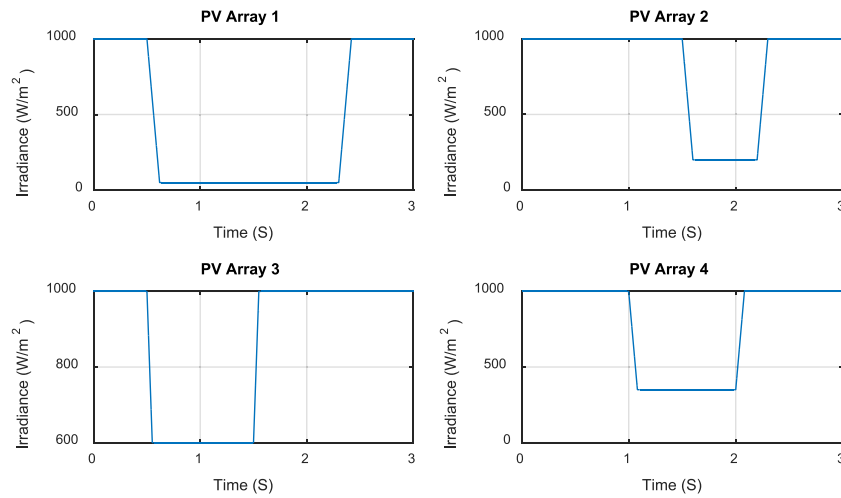 PV Array 1
1000
500
0
Irradiance (W/m 2 )
0 1 2 3
Time (S)
PV Array 2
1000
500
0
Irradiance (W/m 2 )
0 1 2 3
Time (S)
PV Array 3
1000
800
600
Irradiance (W/m 2 )
0 1 2 3
Time (S)
PV Array 4
1000
500
0
Irradiance (W/m 2 )
0 1 2 3
Time (S)